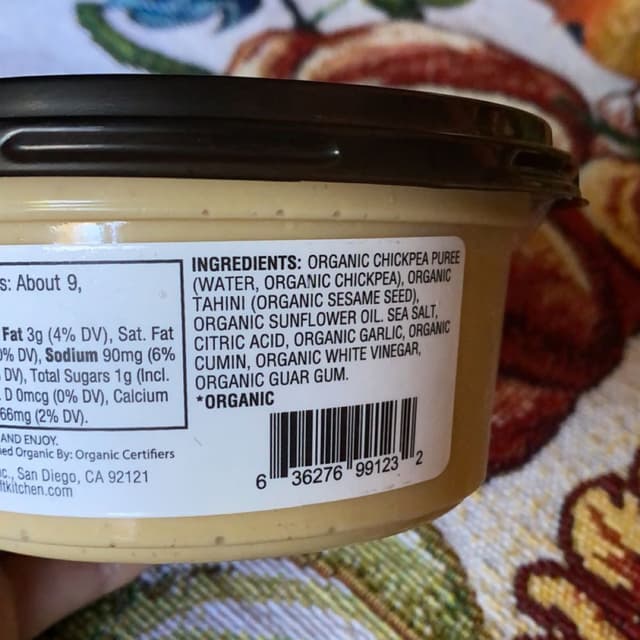 s: About 9,
Fat 3g (4% DV), Sat. Fat
% DV), Sodium 90mg (6%
DV), Total Sugars 1g (Incl.
D 0mcg (0% DV), Calcium
66mg (2% DV).
AND ENJOY.
ied Organic By: Organic Certifiers
c., San Diego, CA 92121
ftkitchen.com
INGREDIENTS: ORGANIC CHICKPEA PUREE
(WATER, ORGANIC CHICKPEA), ORGANIC
TAHINI (ORGANIC SESAME SEED),
ORGANIC SUNFLOWER OIL. SEA SALT,
CITRIC ACID, ORGANIC GARLIC, ORGANIC
CUMIN, ORGANIC WHITE VINEGAR,
ORGANIC GUAR GUM.
*ORGANIC
6 36276 99123 2